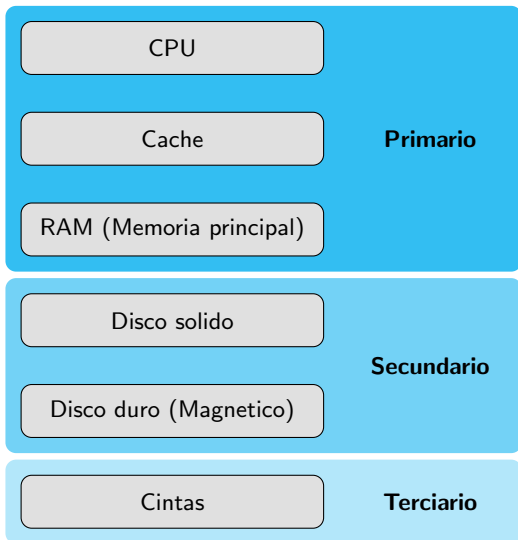 CPU
Cache
Primario
RAM (Memoria principal)
Disco solido
Secundario
Disco duro (Magnetico)
Cintas
Terciario